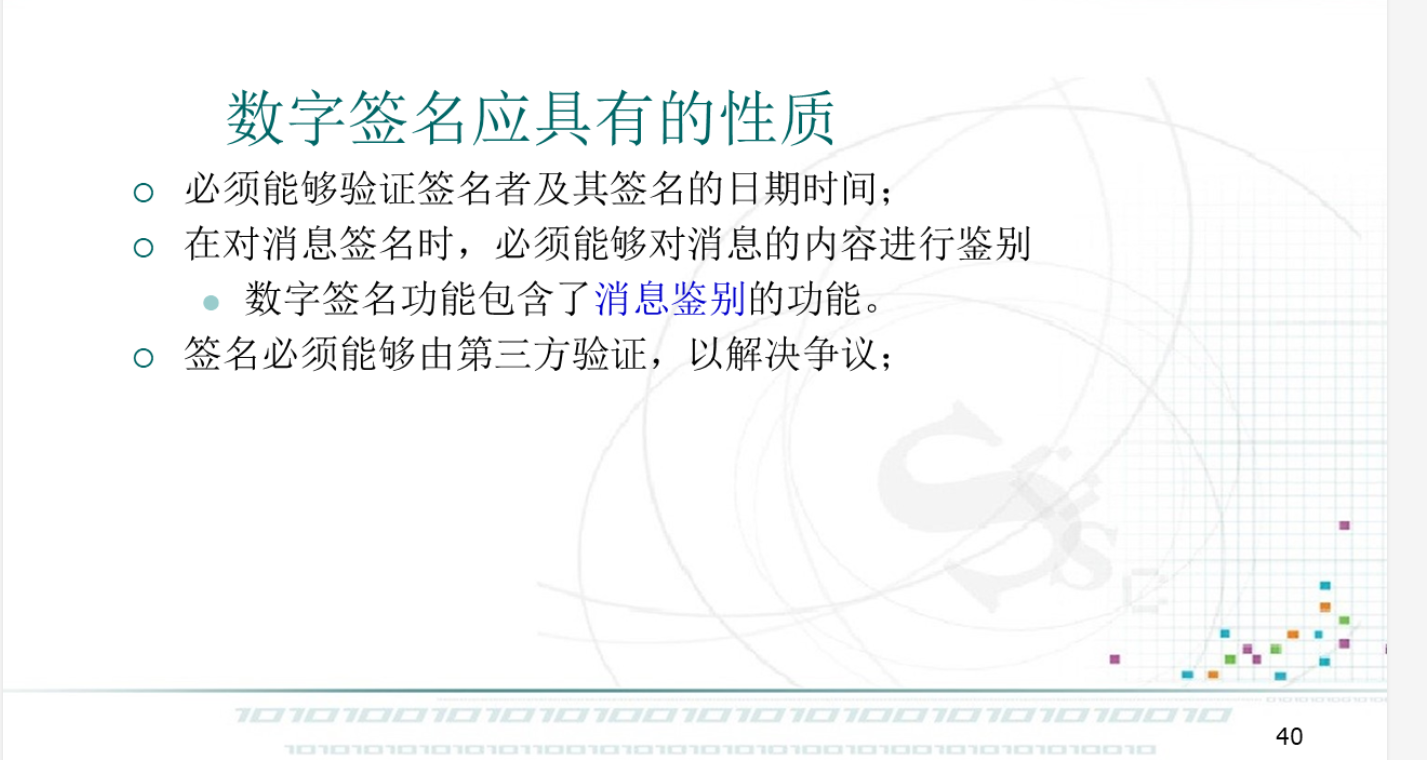 数字签名应具有的性质
必须能够验证签名者及其签名的日期时间；
在对消息签名时，必须能够对消息的内容进行鉴别
数字签名功能包含了消息鉴别的功能。
签名必须能够由第三方验证，以解决争议；
40